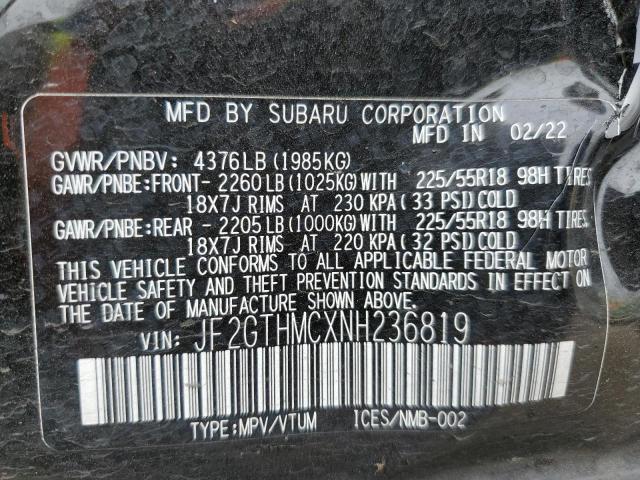 MFD BY SUBARU CORPORATION
MFD IN 02/22
GVWR/PNBV: 4376LB (1985KG)
GAWR/PNBE:FRONT- 2260LB(1025KG)WITH 225/55R18 98H TIRES
18X7J RIMS AT 230 KPA(33 PSI)COLD
GAWR/PNBE:REAR - 2205LB(1000KG)WITH 225/55R18 98H TIRES
18X7J RIMS AT 220 KPA(32 PSI)COLD
THIS VEHICLE CONFORMS TO ALL APPLICABLE FEDERAL MOTOR
VEHICLE SAFETY AND THEFT PREVENTION STANDARDS IN EFFECT ON
THE DATE OF MANUFACTURE SHOWN ABOVE.
VIN: JF2GTHMCXNH236819
TYPE:MPV/VTUM ICES/NMB-002